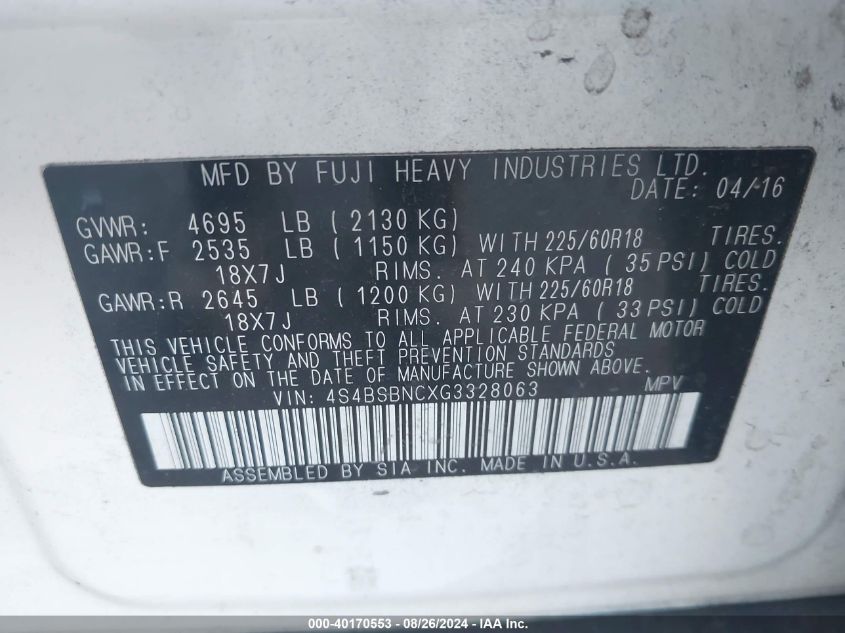 MFD BY FUJI HEAVY INDUSTRIES LTD.
DATE: 04/16
GVWR: 4695 LB ( 2130 KG)
GAWR:F 2535 LB ( 1150 KG) WITH 225/60R18 TIRES.
18X7J RIMS. AT 240 KPA ( 35 PSI) COLD
GAWR:R 2645 LB ( 1200 KG) WITH 225/60R18 TIRES.
18X7J RIMS. AT 230 KPA ( 33 PSI) COLD
THIS VEHICLE CONFORMS TO ALL APPLICABLE FEDERAL MOTOR
VEHICLE SAFETY AND THEFT PREVENTION STANDARDS
IN EFFECT ON THE DATE OF MANUFACTURE SHOWN ABOVE.
VIN: 4S4BSBNCXG3328063 MPV
ASSEMBLED BY SIA INC. MADE IN U.S.A.
000-40170553 - 08/26/2024 - IAA Inc.